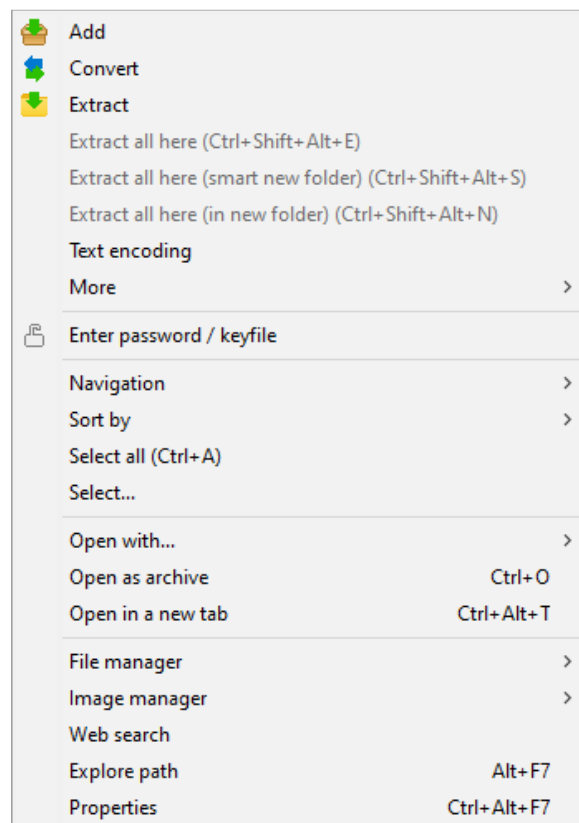 Add
Convert
Extract
Extract all here (Ctrl+Shift+Alt+E)
Extract all here (smart new folder) (Ctrl+Shift+Alt+S)
Extract all here (in new folder) (Ctrl+Shift+Alt+N)
Text encoding
More
Enter password / keyfile
Navigation
Sort by
Select all (Ctrl+A)
Select...
Open with...
Open as archive Ctrl+O
Open in a new tab Ctrl+Alt+T
File manager
Image manager
Web search
Explore path Alt+F7
Properties Ctrl+Alt+F7